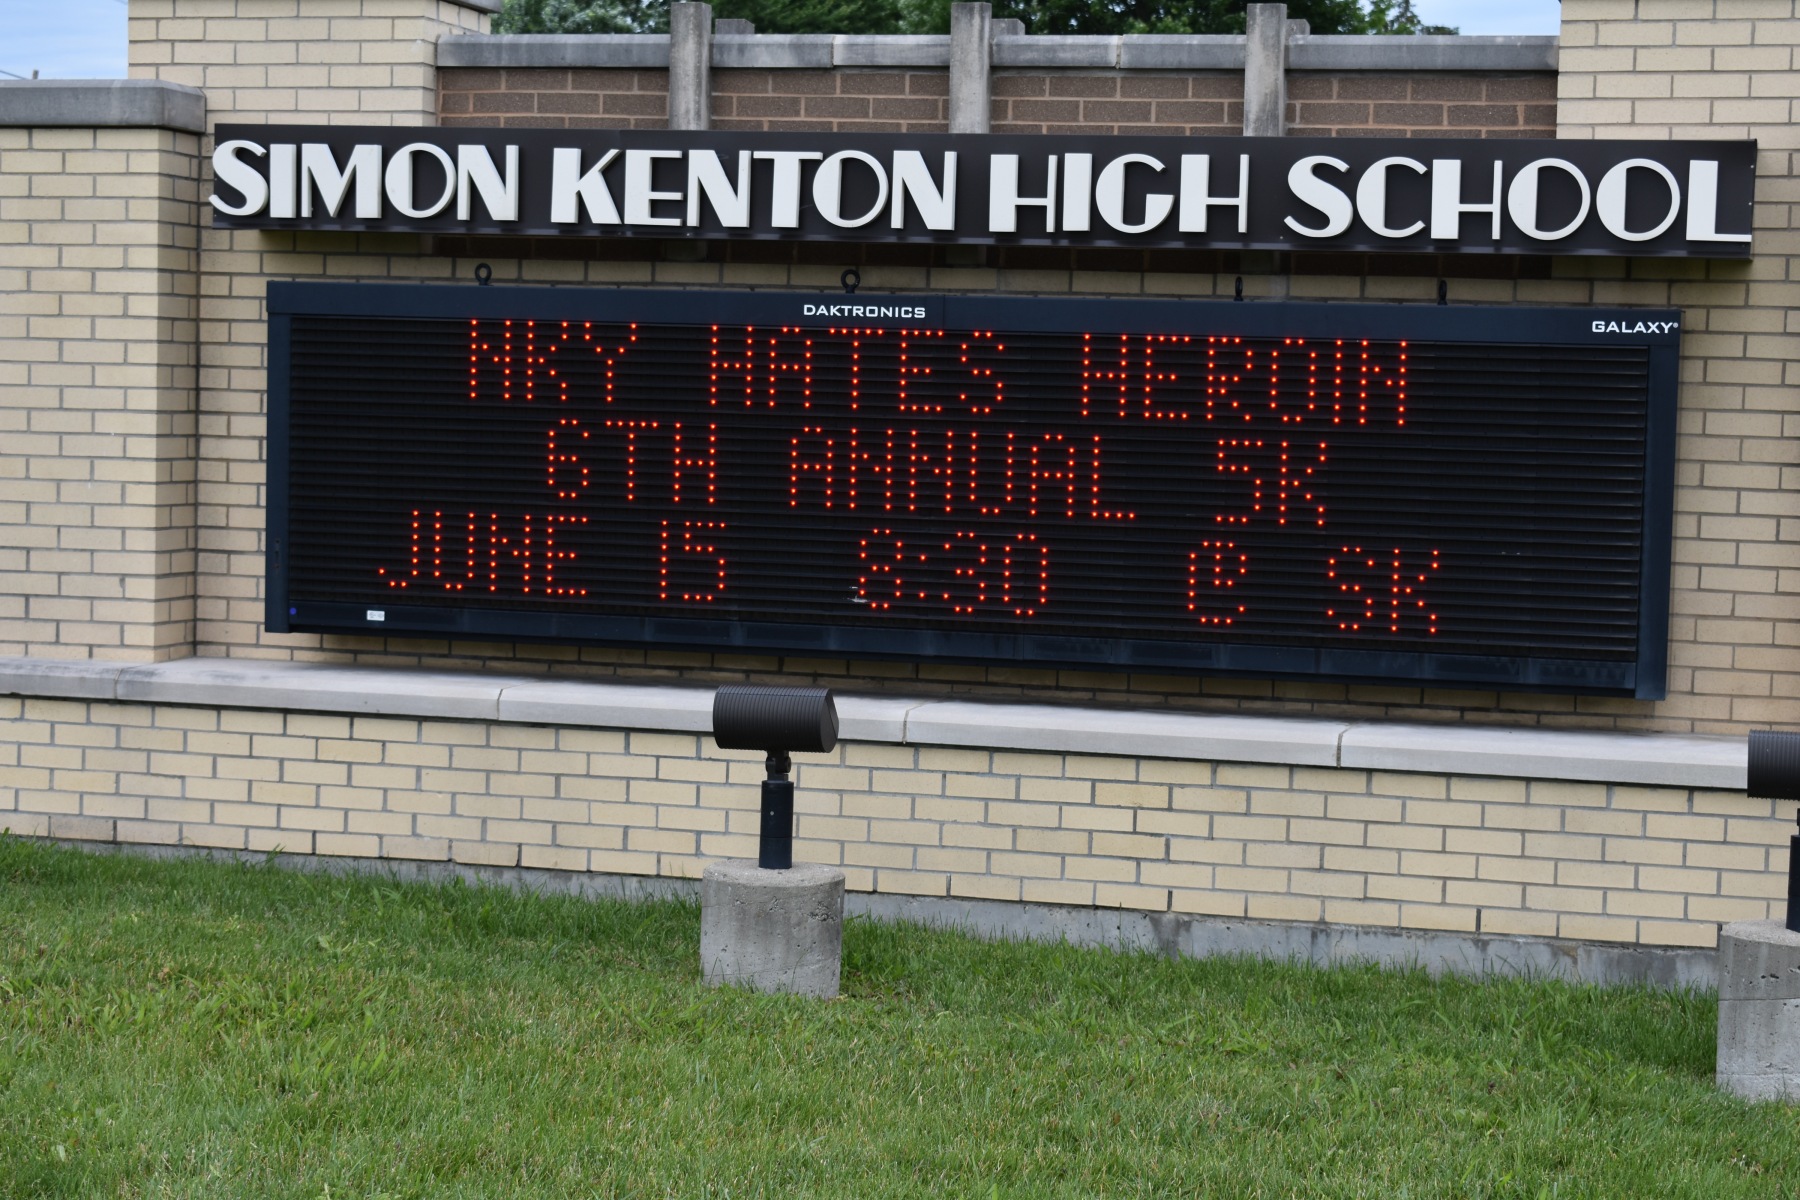 SIMON KENTON HIGH SCHOOL
DAKTRONICS
GALAXY®
NKY HATES HEROIN
6TH ANNUAL 5K
JUNE 15 8:30 @ SK